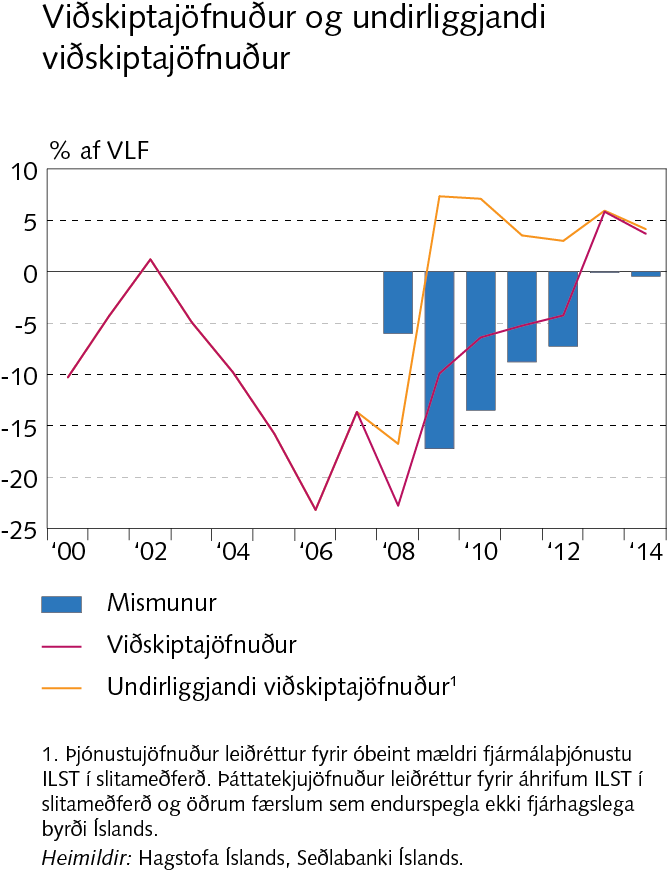 Viðskiptajöfnuður og undirliggjandi
viðskiptajöfnuður
% af VLF
10
5
0
-5
-10
-15
-20
-25
‘00 ‘02 ‘04 ‘06 ‘08 ‘10 ‘12 ‘14
Mismunur
Viðskiptajöfnuður
Undirliggjandi viðskiptajöfnuður¹
1. Þjónustujöfnuður leiðréttur fyrir óbeint mældri fjármálaþjónustu
ILST í slitameðferð. Þáttatekjujöfnuður leiðréttur fyrir áhrifum ILST í
slitameðferð og öðrum færslum sem endurspegla ekki fjárhagslega
byrði Íslands.
Heimildir: Hagstofa Íslands, Seðlabanki Íslands.